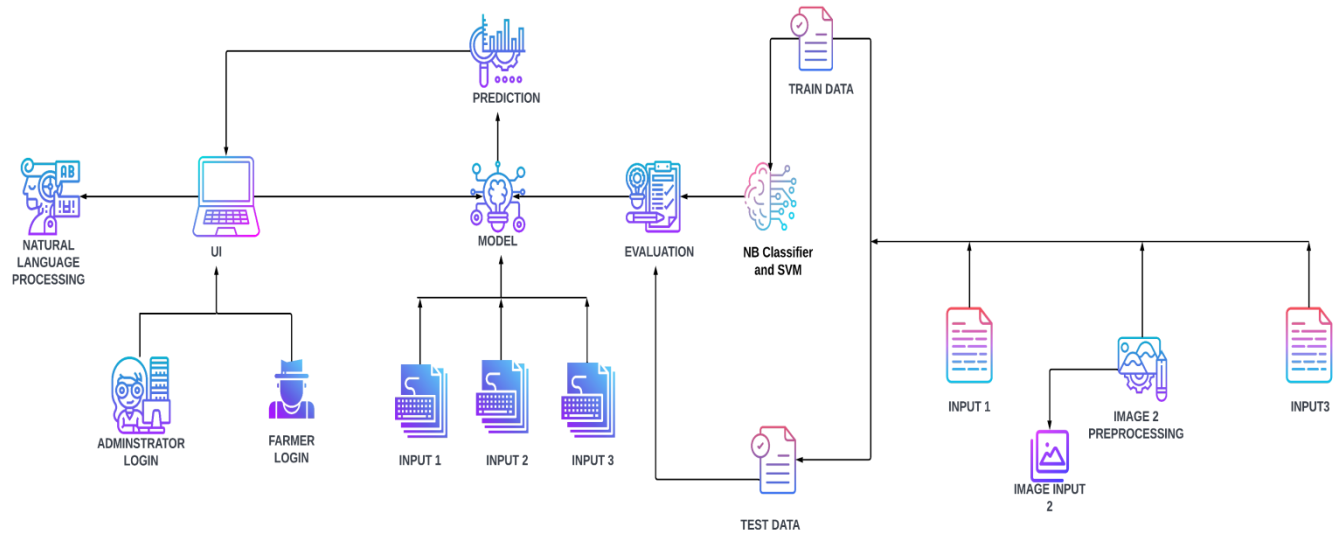 TRAIN DATA
PREDICTION
AB
NATURAL
LANGUAGE
PROCESSING
UI
MODEL
EVALUATION
NB Classifier
and SVM
ADMINSTRATOR
LOGIN
FARMER
LOGIN
INPUT 1
INPUT 2
INPUT 3
INPUT 1
IMAGE 2
PREPROCESSING
INPUT3
IMAGE INPUT
2
TEST DATA